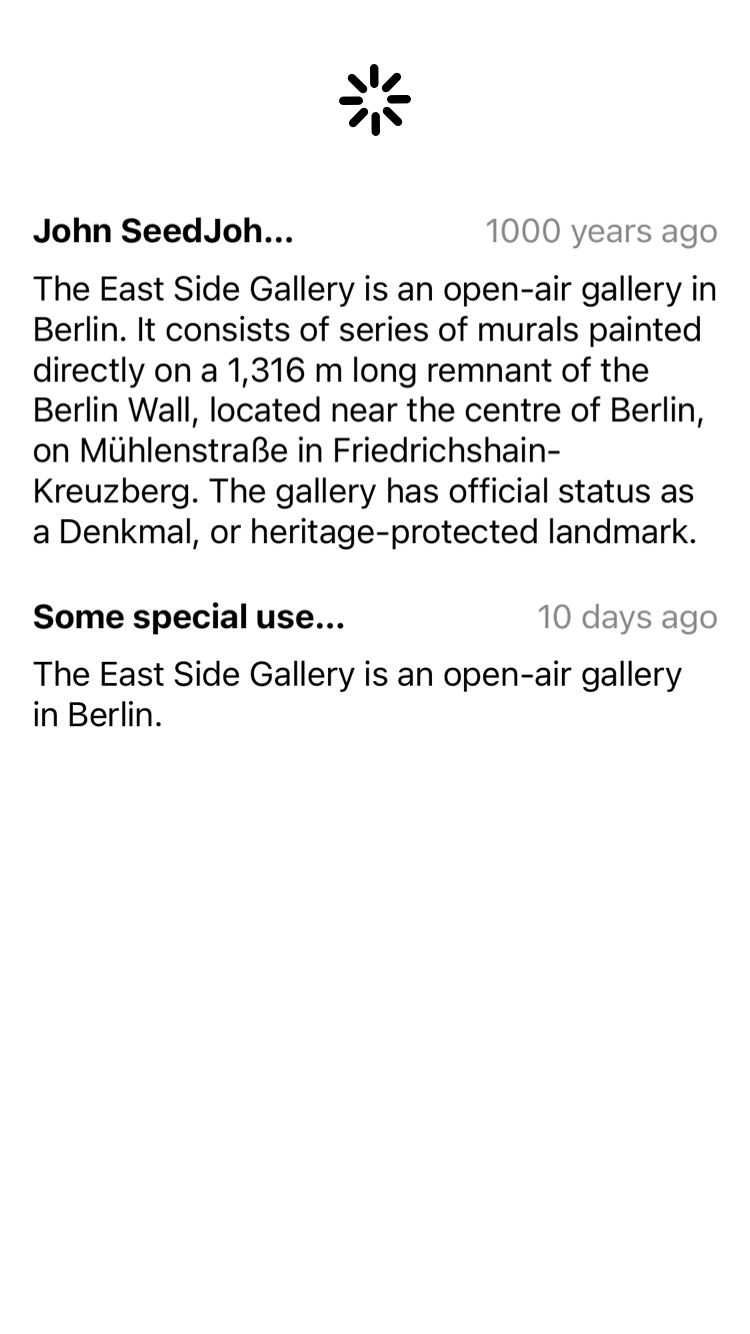 John SeedJoh...
1000 years ago
The East Side Gallery is an open-air gallery in
Berlin. It consists of series of murals painted
directly on a 1,316 m long remnant of the
Berlin Wall, located near the centre of Berlin,
on Mühlenstraße in Friedrichshain-
Kreuzberg. The gallery has official status as
a Denkmal, or heritage-protected landmark.
Some special use...
10 days ago
The East Side Gallery is an open-air gallery
in Berlin.